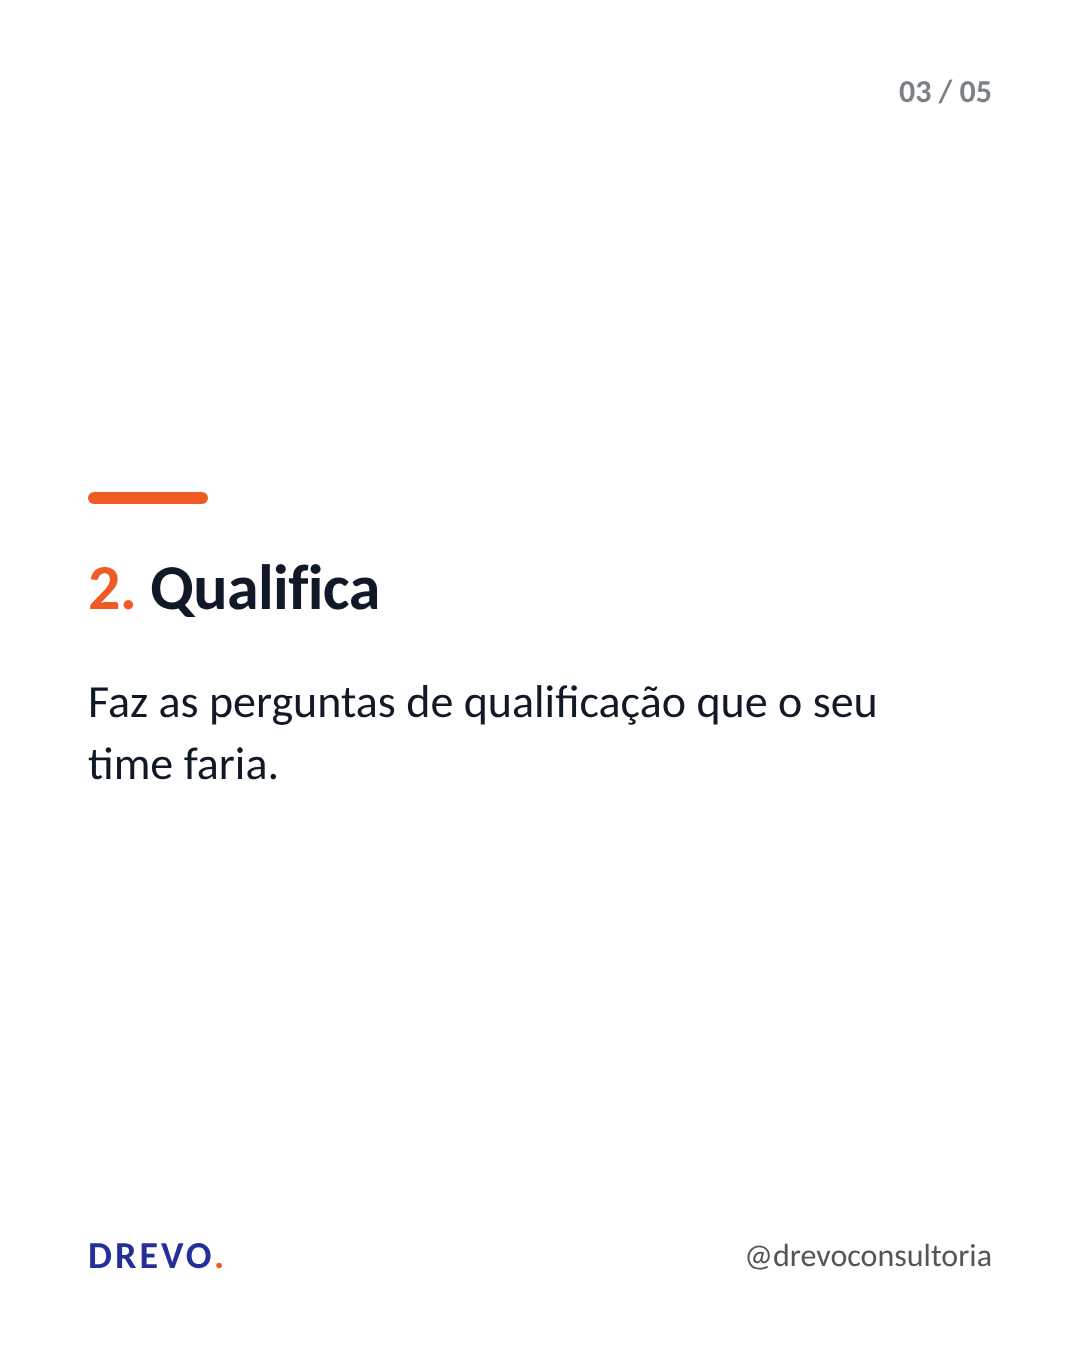 03 / 05
2. Qualifica
Faz as perguntas de qualificação que o seu
time faria.
DREVO.
@drevoconsultoria